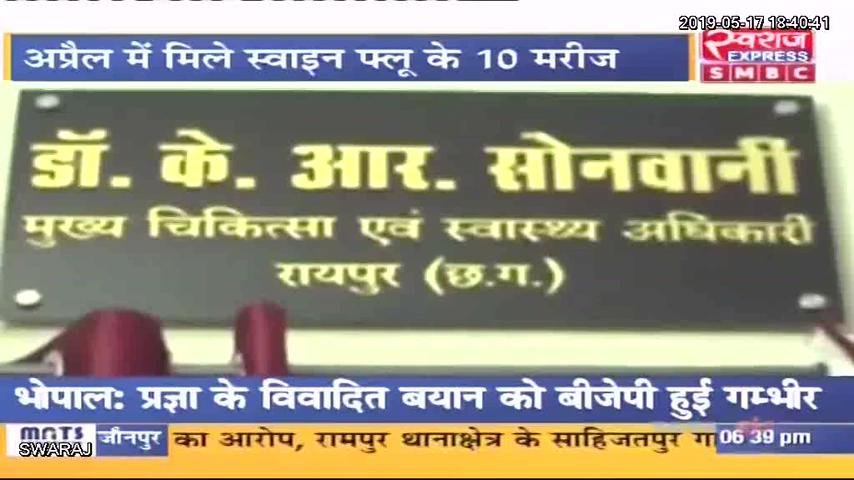 2019-05-17 18:40:41
अप्रैल में मिले स्वाइन फ्लू के 10 मरीज
स्वराज
EXPRESS
SMBC
डॉ. के. आर. सोनवानी
मुख्य चिकित्सा एवं स्वास्थ्य अधिकारी
रायपुर (छ.ग.)
भोपाल: प्रज्ञा के विवादित बयान को बीजेपी हुई गम्भीर
MATS
SWARAJ
जौनपुर का आरोप, रामपुर थानाक्षेत्र के साहिजतपुर
06:39 pm